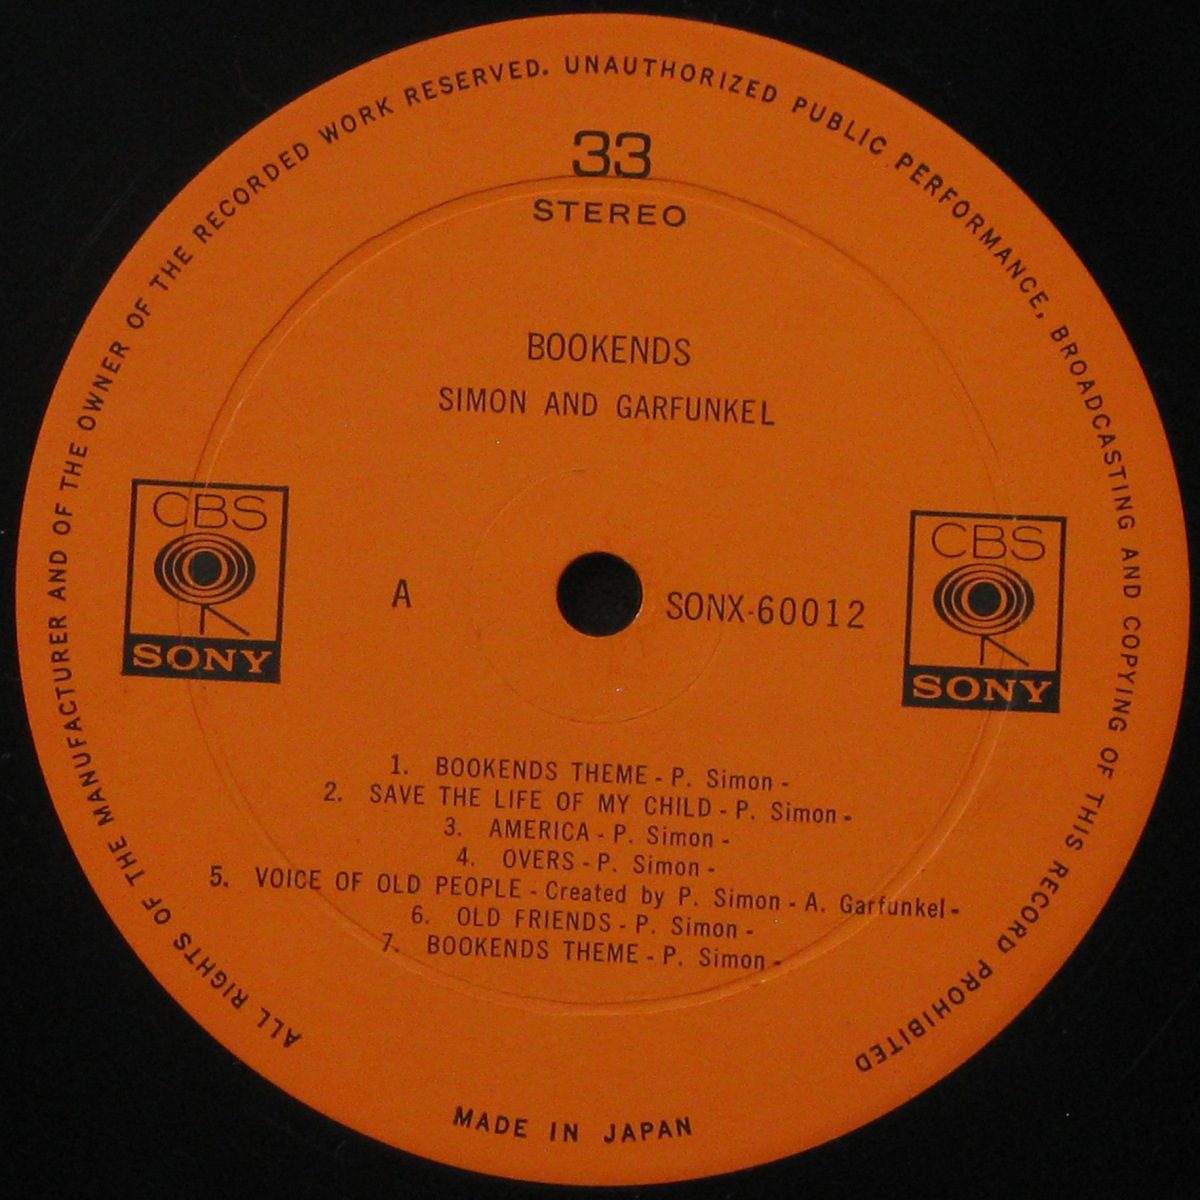 ALL RIGHTS OF THE MANUFACTURER AND OF THE OWNER OF THE RECORDED WORK RESERVED. UNAUTHORIZED PUBLIC PERFORMANCE, BROADCASTING AND COPYING OF THIS RECORD PROHIBITED
33
STEREO
BOOKENDS
SIMON AND GARFUNKEL
CBS
SONY
A
SONX-60012
CBS
SONY
1. BOOKENDS THEME - P. Simon -
2. SAVE THE LIFE OF MY CHILD - P. Simon -
3. AMERICA - P. Simon -
4. OVERS - P. Simon -
5. VOICE OF OLD PEOPLE - Created by P. Simon - A. Garfunkel -
6. OLD FRIENDS - P. Simon -
7. BOOKENDS THEME - P. Simon -
MADE IN JAPAN